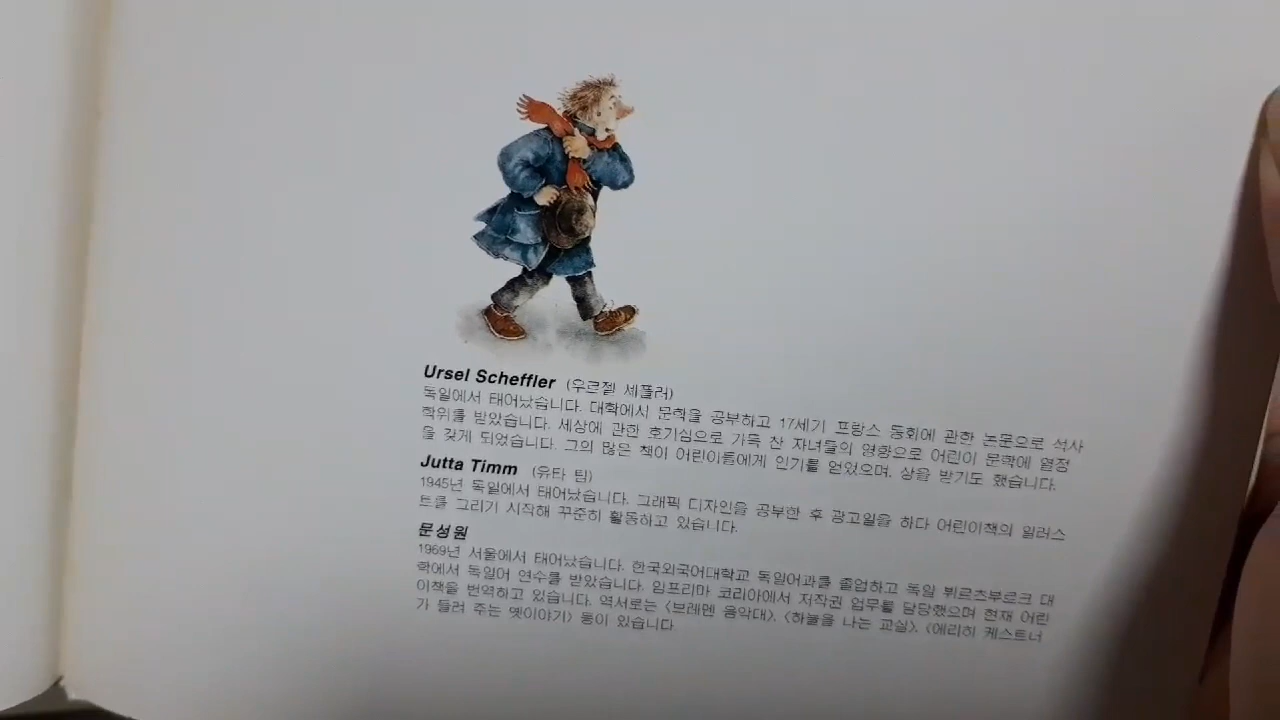 Ursel Scheffler (우르젤 셰플러)
독일에서 태어났습니다. 대학에서 문학을 공부하고 17세기 프랑스 동화에 관한 논문으로 석사
학위를 받았습니다. 세상에 관한 호기심으로 가득 찬 자녀들의 영향으로 어린이 문학에 열정
을 갖게 되었습니다. 그의 많은 책이 어린이들에게 인기를 얻었으며, 상을 받기도 했습니다.
Jutta Timm (유타 팀)
1945년 독일에서 태어났습니다. 그래픽 디자인을 공부한 후 광고일을 하다 어린이책의 일러스
트를 그리기 시작해 꾸준히 활동하고 있습니다.
문성원
1969년 서울에서 태어났습니다. 한국외국어대학교 독일어과를 졸업하고 독일 뷔르츠부르크 대
학에서 독일어 연수를 받았습니다. 임프리마 코리아에서 저작권 업무를 담당했으며 현재 어린
이책을 번역하고 있습니다. 역서로는 〈브레멘 음악대〉, 〈하늘을 나는 교실〉, 〈에리히 케스트너
가 들려 주는 옛이야기〉 등이 있습니다.